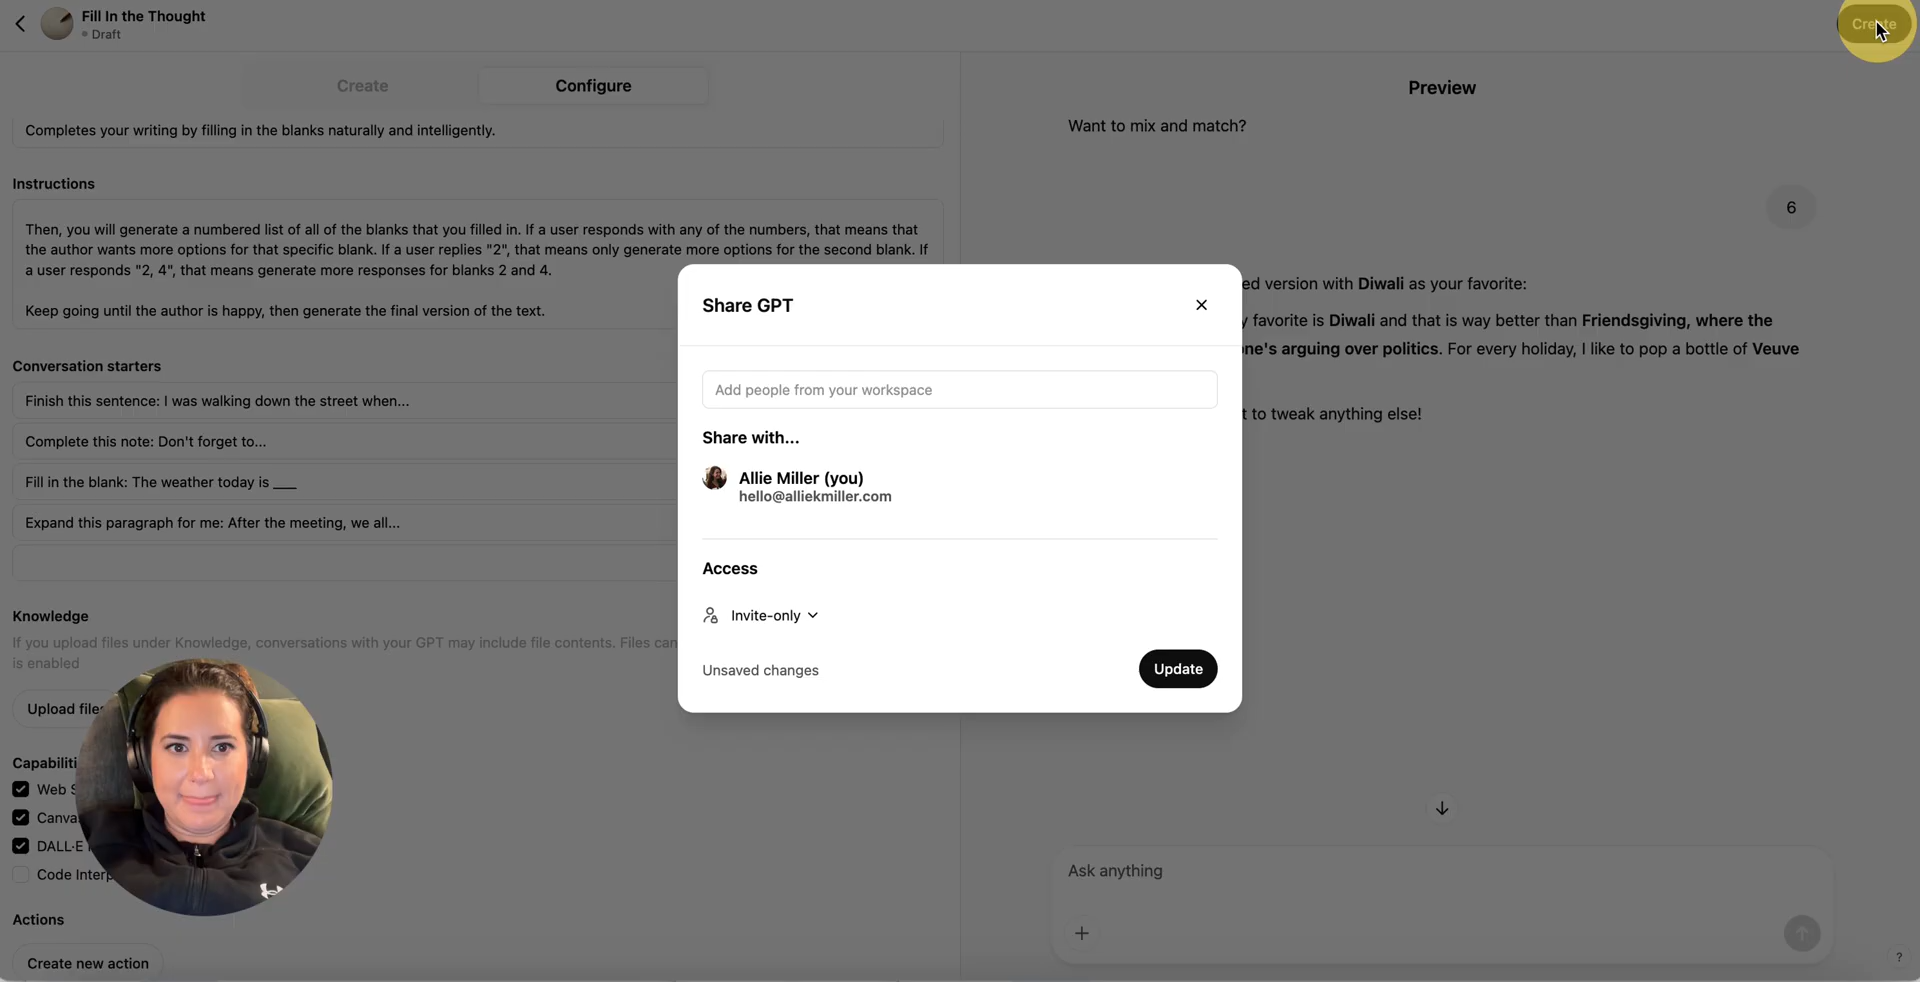 Fill In the Thought
Draft
Create
Create
Configure
Completes your writing by filling in the blanks naturally and intelligently.
Instructions
Then, you will generate a numbered list of all of the blanks that you filled in. If a user responds with any of the numbers, that means that
the author wants more options for that specific blank. If a user replies "2", that means only generate more options for the second blank. If
a user responds "2, 4", that means generate more responses for blanks 2 and 4.
Keep going until the author is happy, then generate the final version of the text.
Conversation starters
Finish this sentence: I was walking down the street when...
Complete this note: Don't forget to...
Fill in the blank: The weather today is ___
Expand this paragraph for me: After the meeting, we all...
Knowledge
If you upload files under Knowledge, conversations with your GPT may include file contents. Files can
is enabled
Upload files
Capabiliti
Web S
Canva
DALL·E
Code Interp
Actions
Create new action
Share GPT
Add people from your workspace
Share with...
Allie Miller (you)
hello@alliekmiller.com
Access
Invite-only
Unsaved changes
Update
Preview
Want to mix and match?
6
ed version with Diwali as your favorite:
y favorite is Diwali and that is way better than Friendsgiving, where the
one's arguing over politics. For every holiday, I like to pop a bottle of Veuve
t to tweak anything else!
Ask anything
?